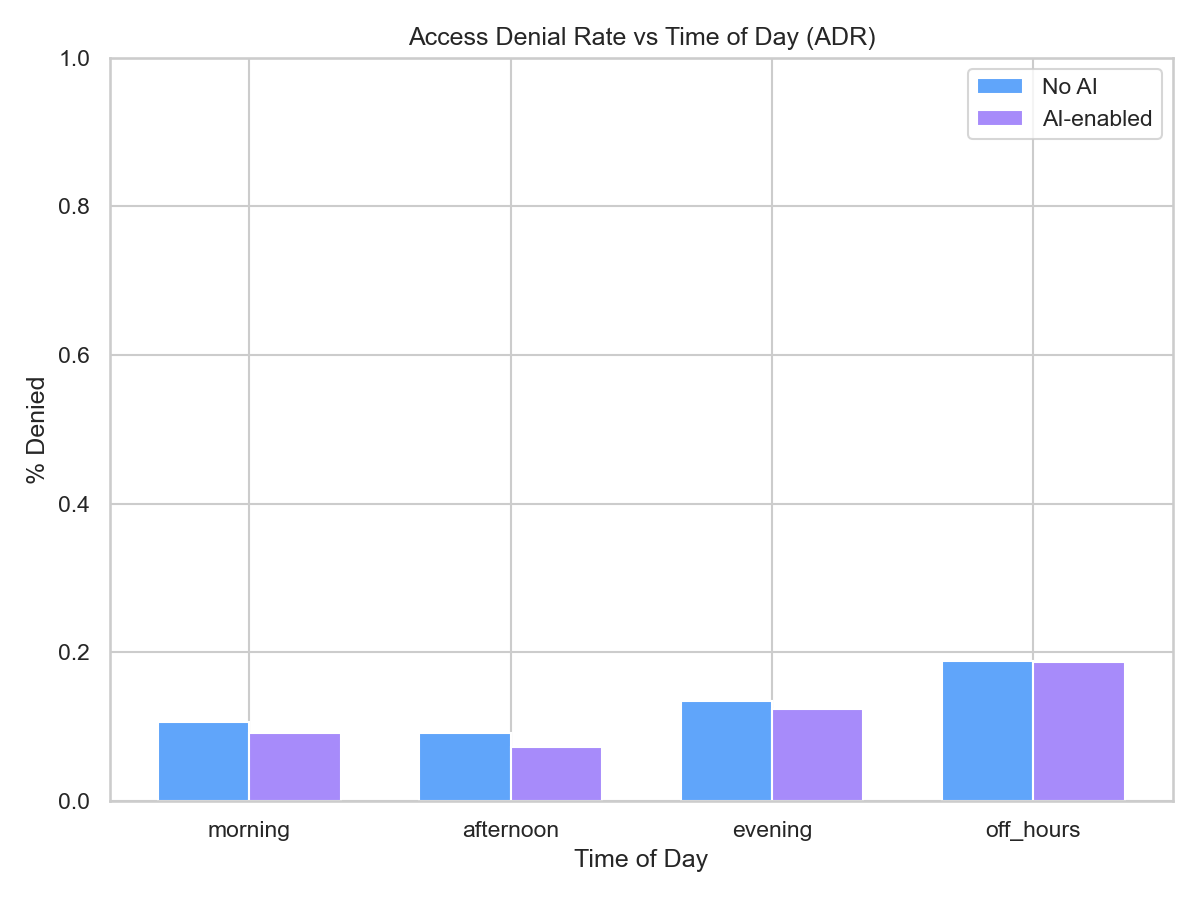 Access Denial Rate vs Time of Day (ADR)
No AI
AI-enabled
1.0
0.8
0.6
0.4
0.2
0.0
% Denied
morning afternoon evening off_hours
Time of Day